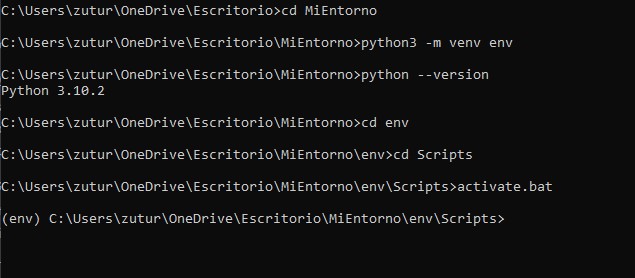 C:\Users\zutur\OneDrive\Escritorio>cd MiEntorno
C:\Users\zutur\OneDrive\Escritorio\MiEntorno>python3 -m venv env
C:\Users\zutur\OneDrive\Escritorio\MiEntorno>python --version
Python 3.10.2
C:\Users\zutur\OneDrive\Escritorio\MiEntorno>cd env
C:\Users\zutur\OneDrive\Escritorio\MiEntorno\env>cd Scripts
C:\Users\zutur\OneDrive\Escritorio\MiEntorno\env\Scripts>activate.bat
(env) C:\Users\zutur\OneDrive\Escritorio\MiEntorno\env\Scripts>